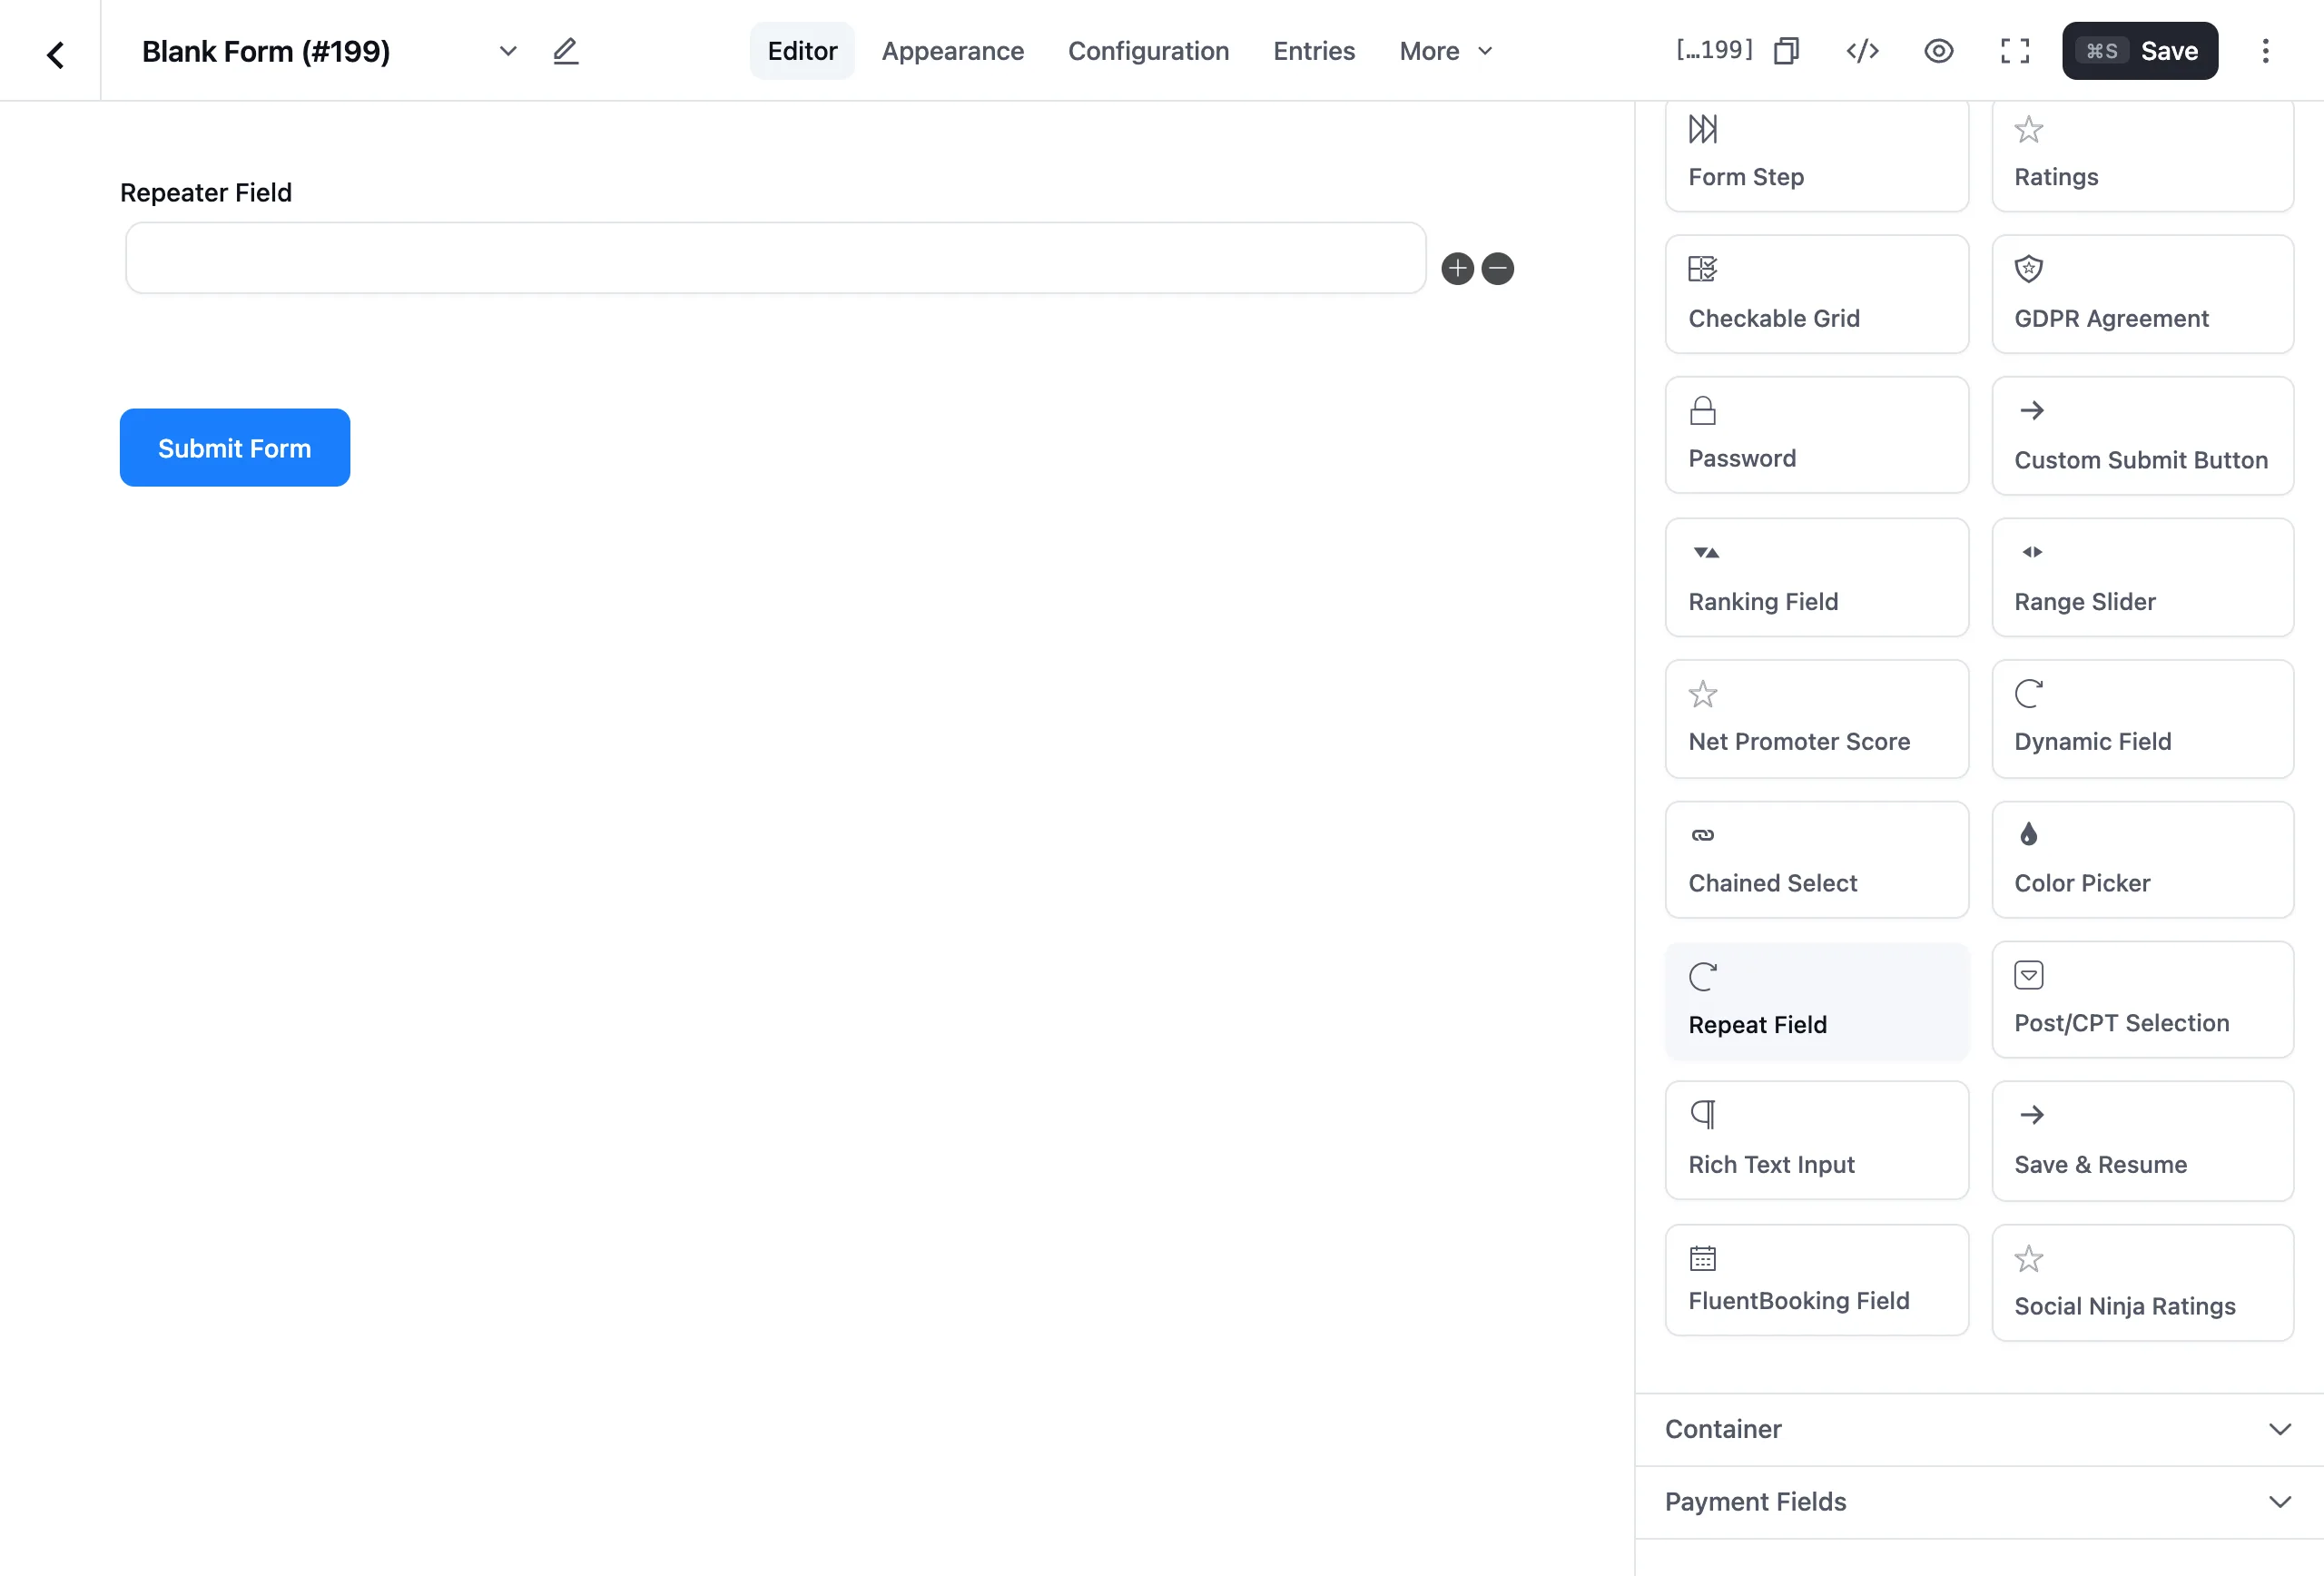 Blank Form (#199)
Editor
Appearance
Configuration
Entries
More
[...199]
</>
⌘S Save
Repeater Field
Submit Form
Form Step
Ratings
Checkable Grid
GDPR Agreement
Password
Custom Submit Button
Ranking Field
Range Slider
Net Promoter Score
Dynamic Field
Chained Select
Color Picker
Repeat Field
Post/CPT Selection
Rich Text Input
Save & Resume
FluentBooking Field
Social Ninja Ratings
Container
Payment Fields